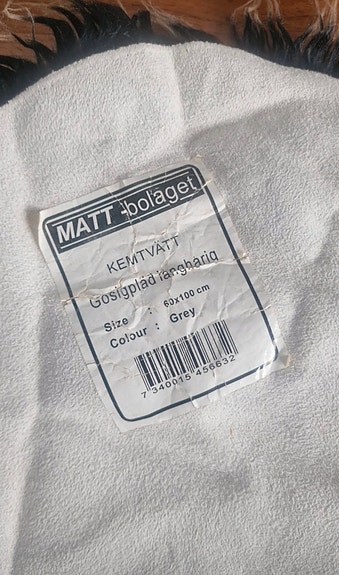 MATT-bolaget
KEMTVÄTT
Gosigpläd långhårig
Size : 60x100 cm
Colour : Grey
7 340015 456632